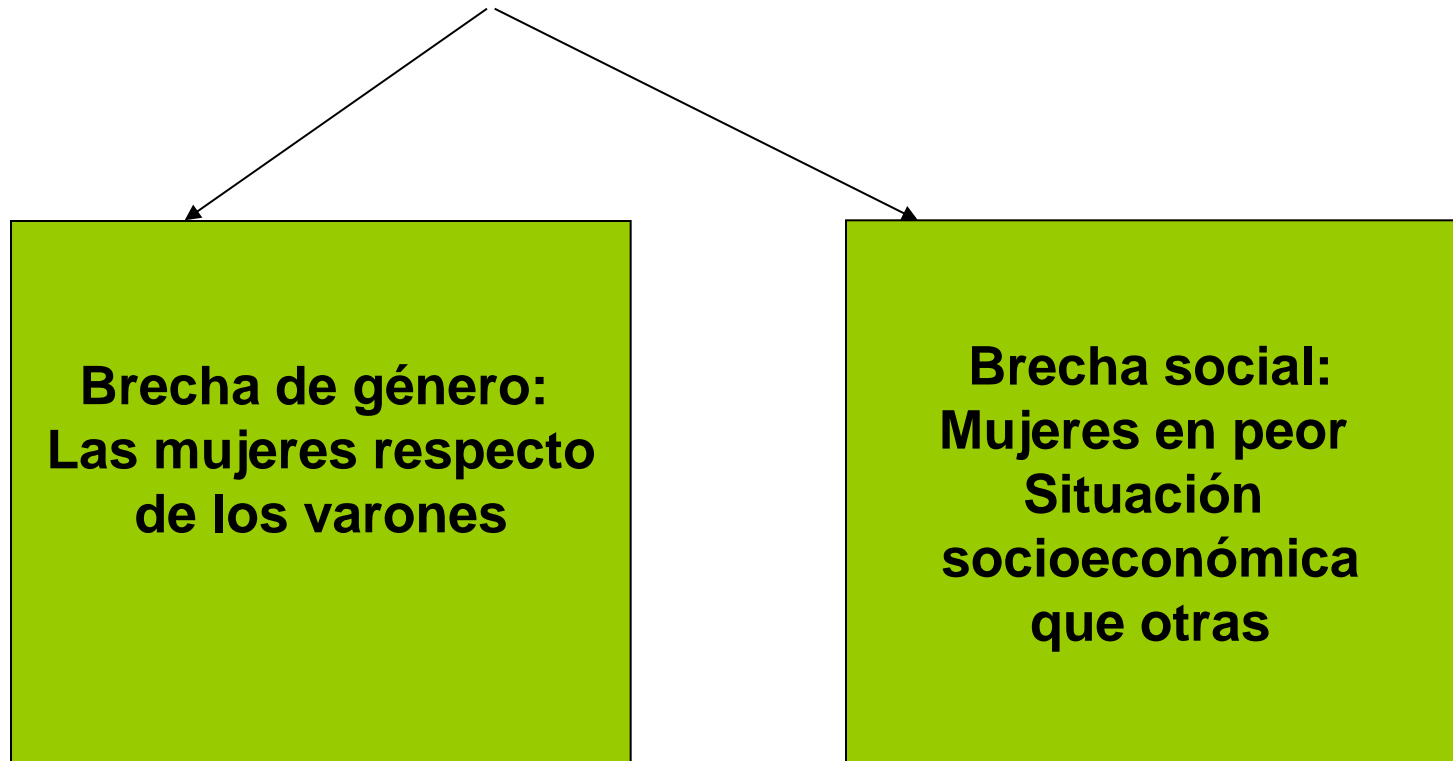 Brecha de género:
Las mujeres respecto
de los varones
Brecha social:
Mujeres en peor
Situación
socioeconómica
que otras